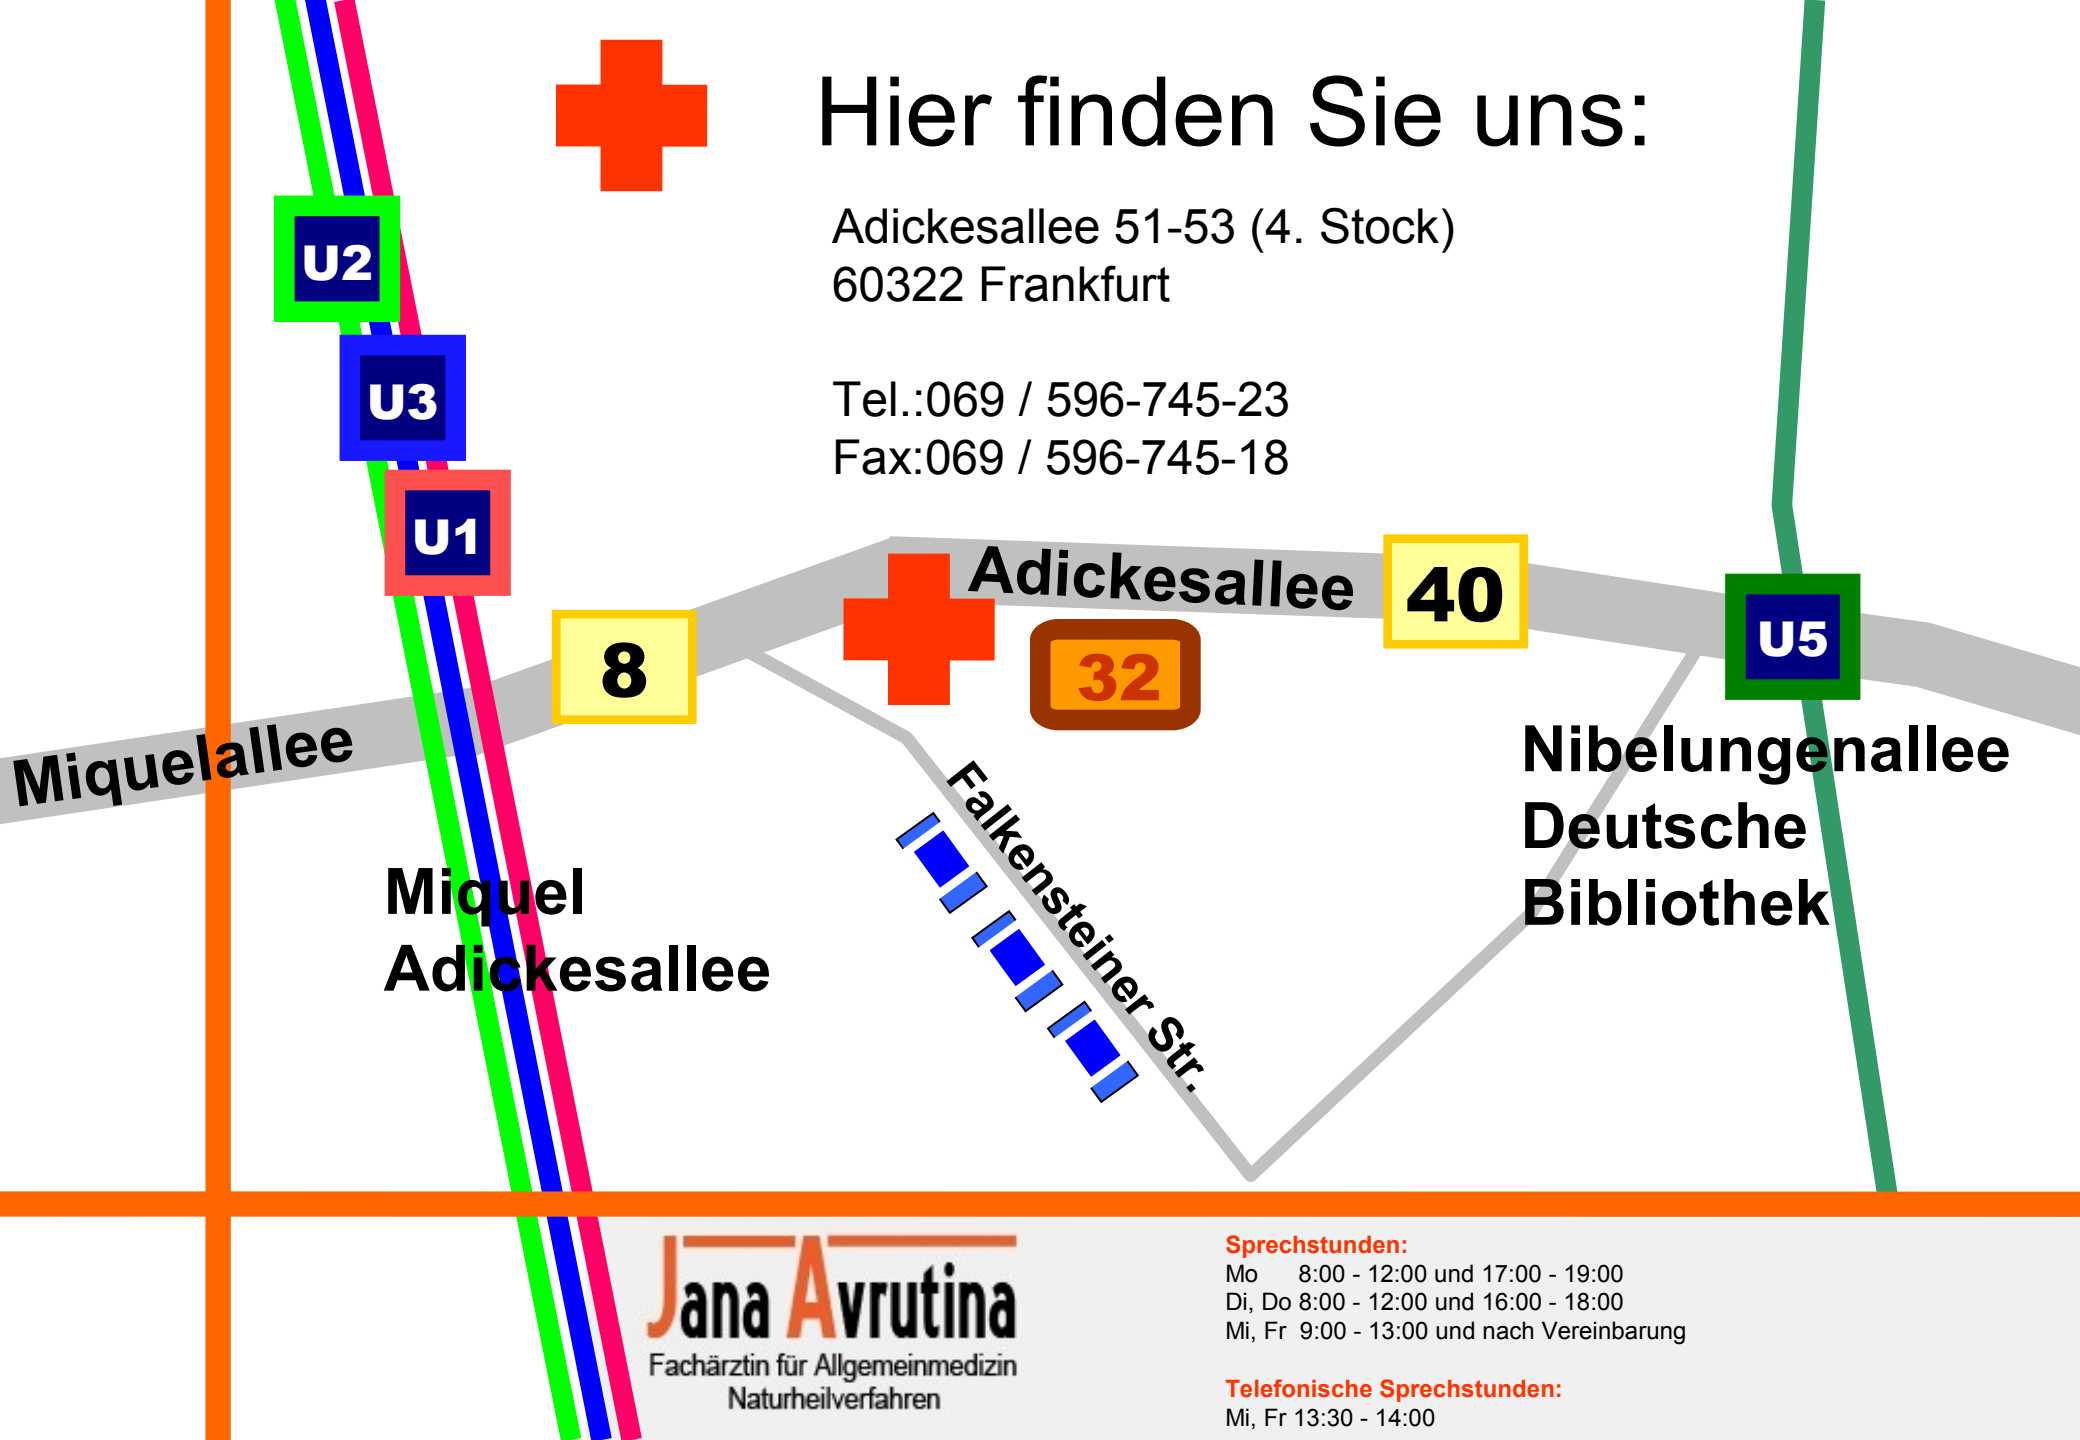 Hier finden Sie uns:
Adickesallee 51-53 (4. Stock)
60322 Frankfurt
Tel.:069 / 596-745-23
Fax:069 / 596-745-18
U2
U3
U1
Adickesallee
40
8
32
U5
Miquelallee
Nibelungenallee
Deutsche
Bibliothek
Falkensteiner Str.
Miquel
Adickesallee
Jana Avrutina
Fachärztin für Allgemeinmedizin
Naturheilverfahren
Sprechstunden:
Mo 8:00 - 12:00 und 17:00 - 19:00
Di, Do 8:00 - 12:00 und 16:00 - 18:00
Mi, Fr 9:00 - 13:00 und nach Vereinbarung
Telefonische Sprechstunden:
Mi, Fr 13:30 - 14:00